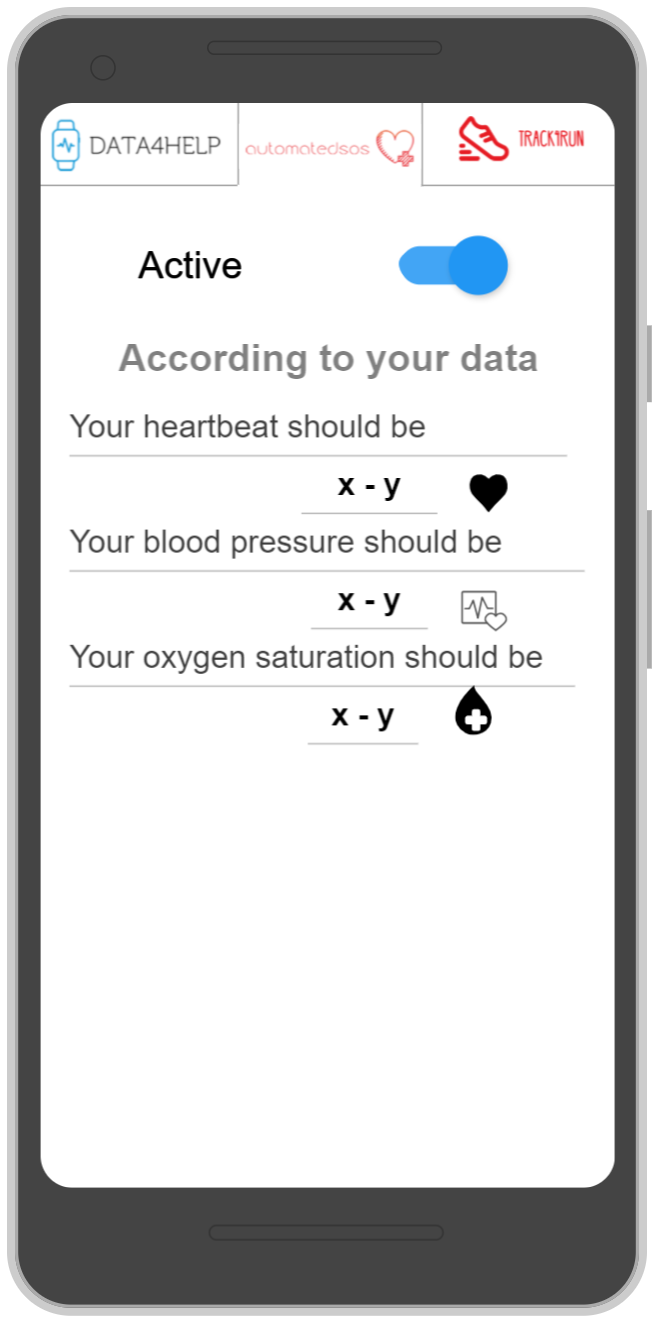 DATA4HELP
automatedsos
TRACK4RUN
Active
According to your data
Your heartbeat should be
x - y
Your blood pressure should be
x - y
Your oxygen saturation should be
x - y